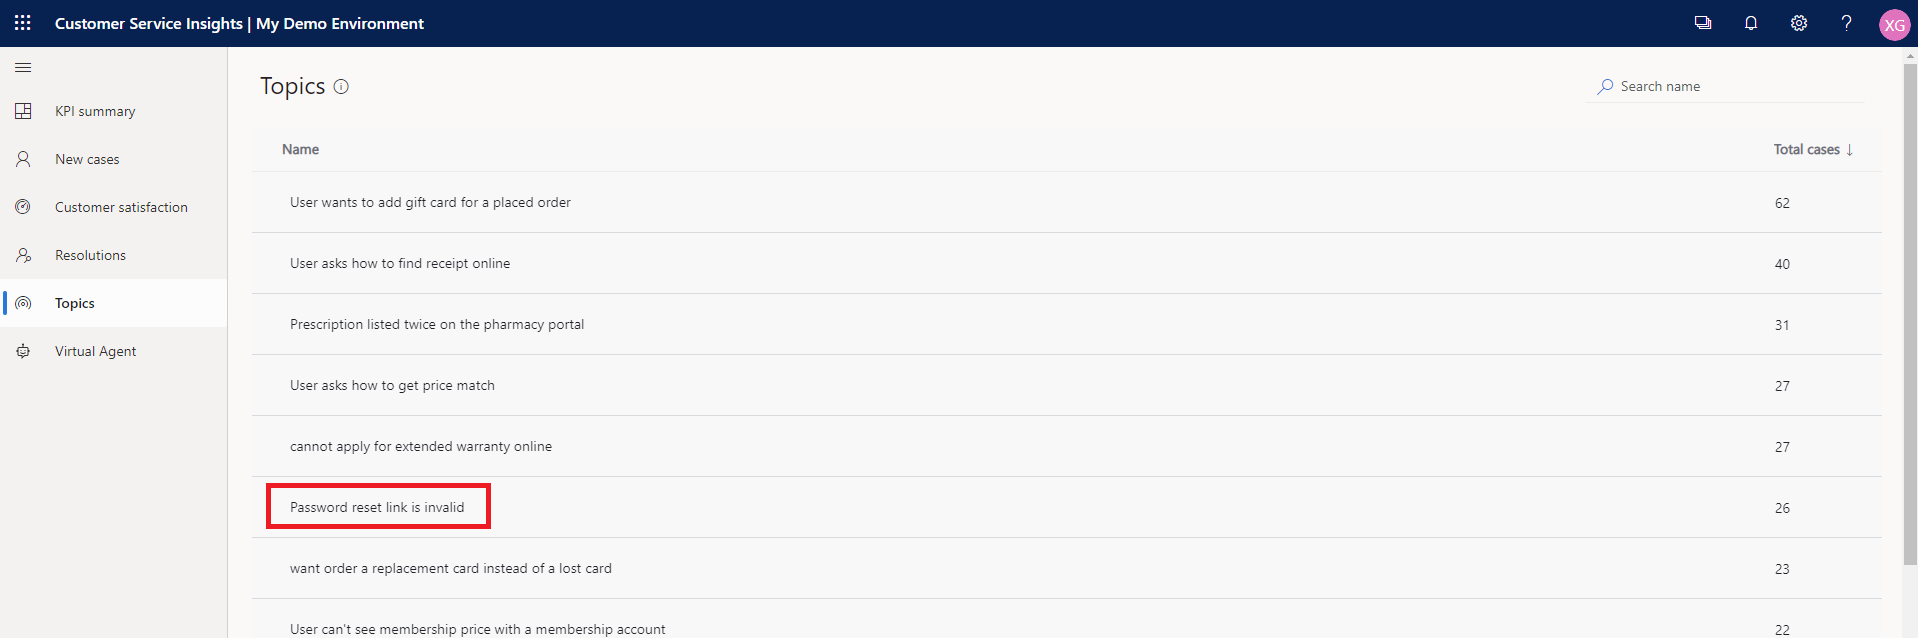 Customer Service Insights | My Demo Environment
XG
KPI summary
New cases
Customer satisfaction
Resolutions
Topics
Virtual Agent
Topics
Search name
Name Total cases ↓
User wants to add gift card for a placed order 62
User asks how to find receipt online 40
Prescription listed twice on the pharmacy portal 31
User asks how to get price match 27
cannot apply for extended warranty online 27
Password reset link is invalid 26
want order a replacement card instead of a lost card 23
User can't see membership price with a membership account 22